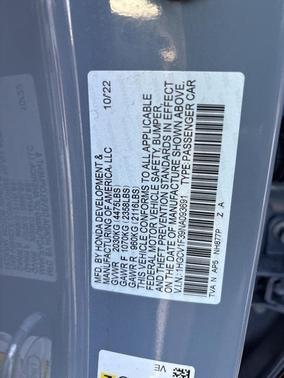 MFD. BY HONDA DEVELOPMENT &
MANUFACTURING OF AMERICA, LLC 10/22
GVWR 2030KG( 4475LBS)
GAWR F 1070KG( 2358LBS)
GAWR R 960KG( 2116LBS)
THIS VEHICLE CONFORMS TO ALL APPLICABLE
FEDERAL MOTOR VEHICLE SAFETY, BUMPER,
AND THEFT PREVENTION STANDARDS IN EFFECT
ON THE DATE OF MANUFACTURE SHOWN ABOVE.
V.I.N.: TYPE:PASSENGER CAR
TVA N AP5 NH877P Z A
VE